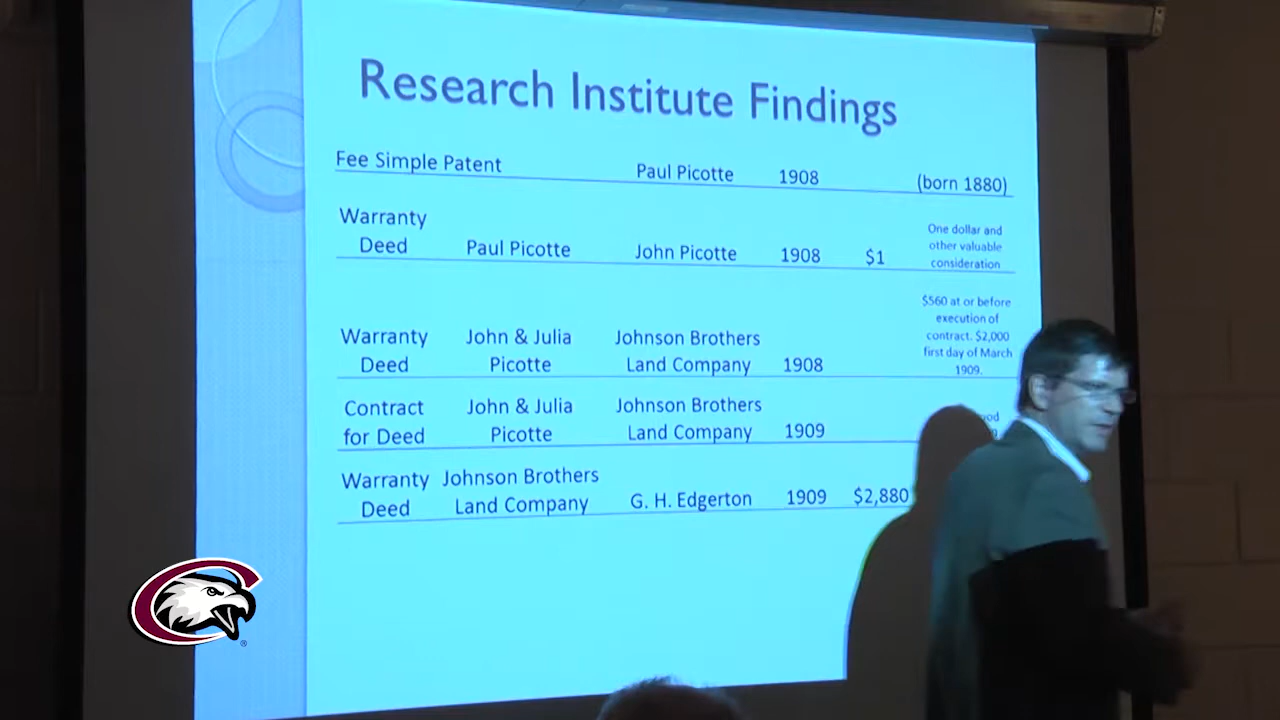 Research Institute Findings
Fee Simple Patent Paul Picotte 1908 (born 1880)
Warranty
Deed Paul Picotte John Picotte 1908 $1
One dollar and
other valuable
consideration
Warranty
Deed
John & Julia
Picotte
Johnson Brothers
Land Company
1908
$560 at or before
execution of
contract. $2,000
first day of March
1909.
Contract
for Deed
John & Julia
Picotte
Johnson Brothers
Land Company
1909
Warranty
Deed
Johnson Brothers
Land Company
G. H. Edgerton
1909
$2,880
C
®